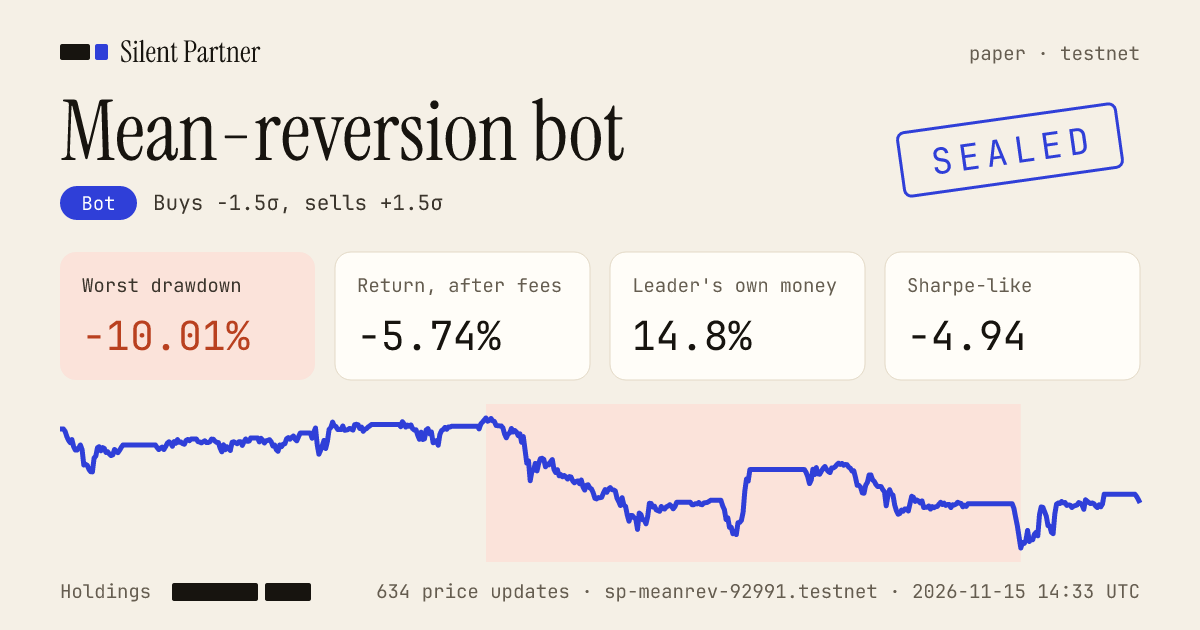 Silent Partner
paper · testnet
Mean-reversion bot
SEALED
Bot
Buys -1.5σ, sells +1.5σ
Worst drawdown
-10.01%
Return, after fees
-5.74%
Leader's own money
14.8%
Sharpe-like
-4.94
Holdings
634 price updates · sp-meanrev-92991.testnet · 2026-11-15 14:33 UTC